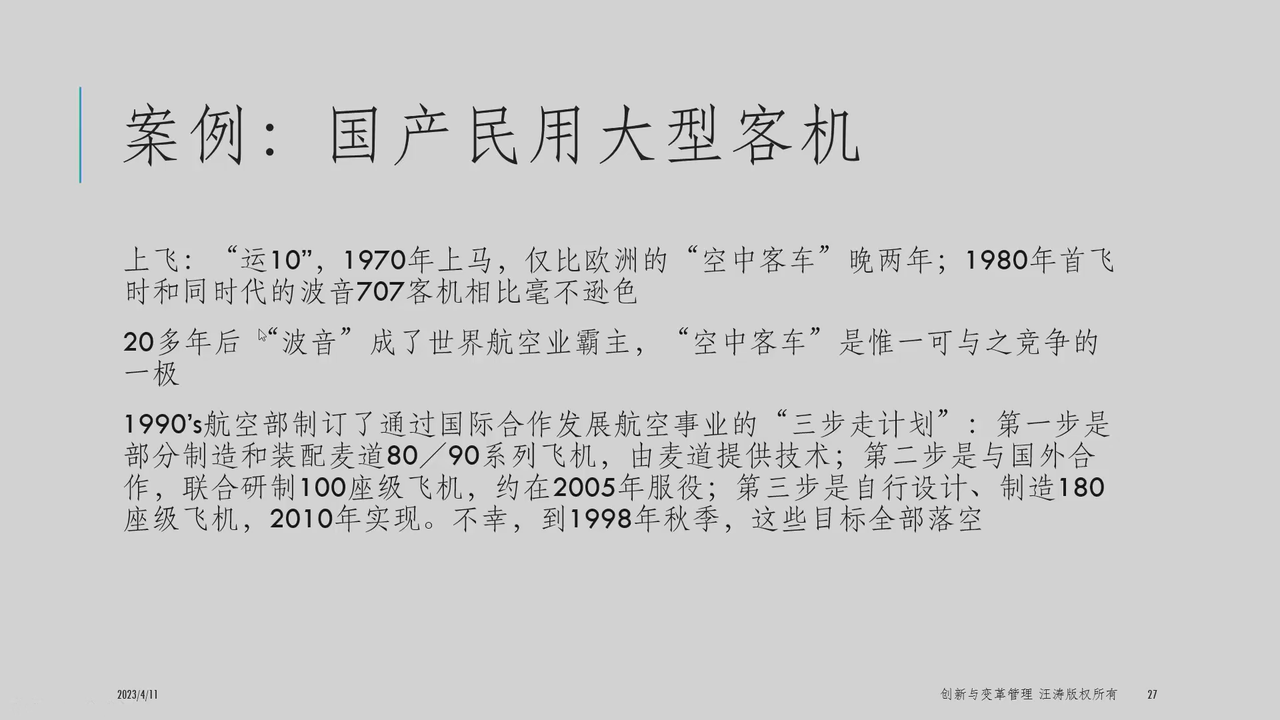 案例：国产民用大型客机
上飞：“运10”，1970年上马，仅比欧洲的“空中客车”晚两年；1980年首飞
时和同时代的波音707客机相比毫不逊色
20多年后“波音”成了世界航空业霸主，“空中客车”是惟一可与之竞争的
一极
1990’s航空部制订了通过国际合作发展航空事业的“三步走计划”：第一步是
部分制造和装配麦道80／90系列飞机，由麦道提供技术；第二步是与国外合
作，联合研制100座级飞机，约在2005年服役；第三步是自行设计、制造180
座级飞机，2010年实现。不幸，到1998年秋季，这些目标全部落空
2023/4/11
创新与变革管理 汪涛版权所有
27